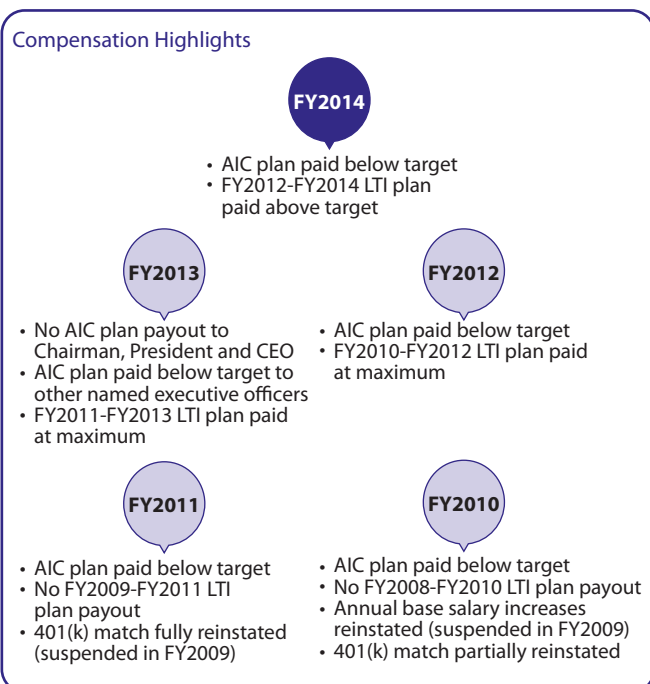 Compensation Highlights
FY2014
• AIC plan paid below target
• FY2012-FY2014 LTI plan
paid above target
FY2013
• No AIC plan payout to
Chairman, President and CEO
• AIC plan paid below target to
other named executive officers
• FY2011-FY2013 LTI plan paid
at maximum
FY2012
• AIC plan paid below target
• FY2010-FY2012 LTI plan paid
at maximum
FY2011
• AIC plan paid below target
• No FY2009-FY2011 LTI
plan payout
• 401(k) match fully reinstated
(suspended in FY2009)
FY2010
• AIC plan paid below target
• No FY2008-FY2010 LTI plan payout
• Annual base salary increases
reinstated (suspended in FY2009)
• 401(k) match partially reinstated